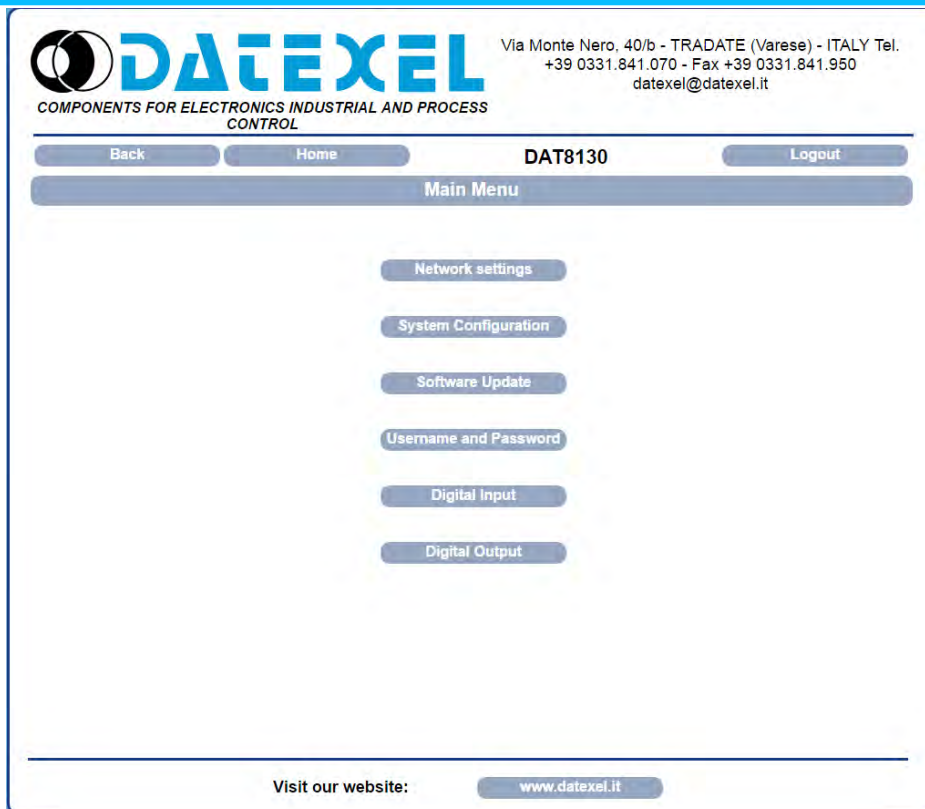 DATEXEL
COMPONENTS FOR ELECTRONICS INDUSTRIAL AND PROCESS
CONTROL
Via Monte Nero, 40/b - TRADATE (Varese) - ITALY Tel.
+39 0331.841.070 - Fax +39 0331.841.950
datexel@datexel.it
Back Home DAT8130 Logout
Main Menu
Network settings
System Configuration
Software Update
Username and Password
Digital Input
Digital Output
Visit our website: www.datexel.it